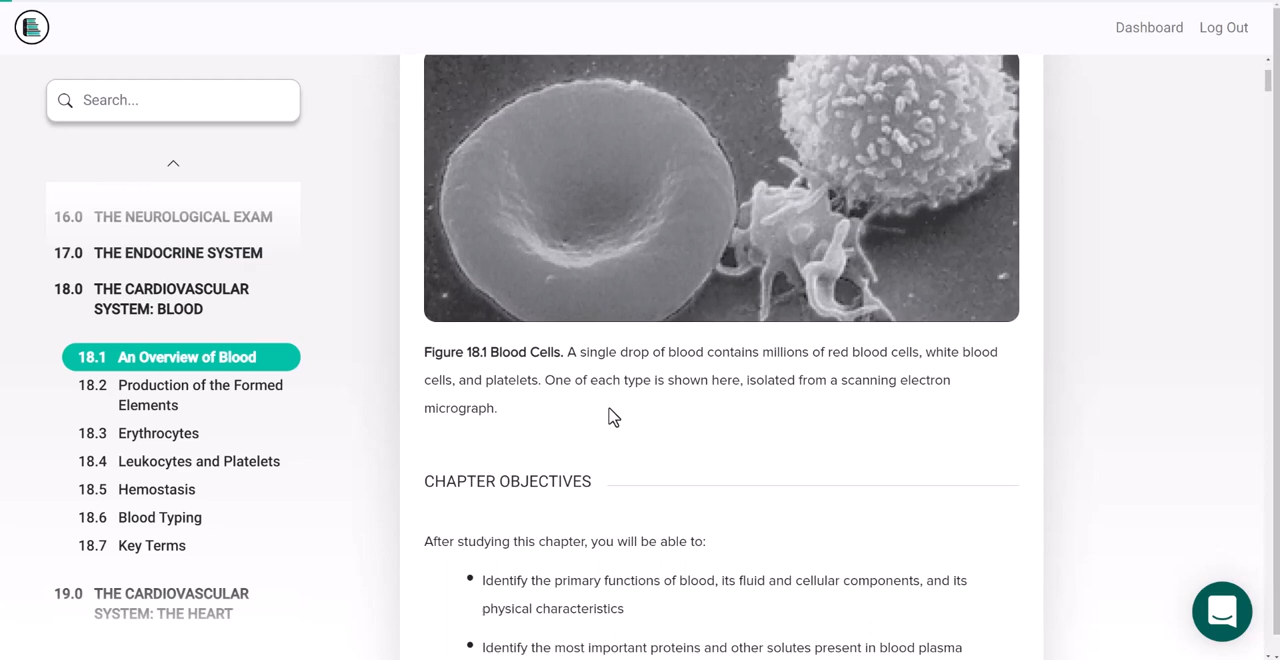 Dashboard Log Out
Search...
16.0 THE NEUROLOGICAL EXAM
17.0 THE ENDOCRINE SYSTEM
18.0 THE CARDIOVASCULAR
SYSTEM: BLOOD
18.1 An Overview of Blood
18.2 Production of the Formed
Elements
18.3 Erythrocytes
18.4 Leukocytes and Platelets
18.5 Hemostasis
18.6 Blood Typing
18.7 Key Terms
19.0 THE CARDIOVASCULAR
SYSTEM: THE HEART
Figure 18.1 Blood Cells. A single drop of blood contains millions of red blood cells, white blood
cells, and platelets. One of each type is shown here, isolated from a scanning electron
micrograph.
CHAPTER OBJECTIVES
After studying this chapter, you will be able to:
• Identify the primary functions of blood, its fluid and cellular components, and its
physical characteristics
• Identify the most important proteins and other solutes present in blood plasma